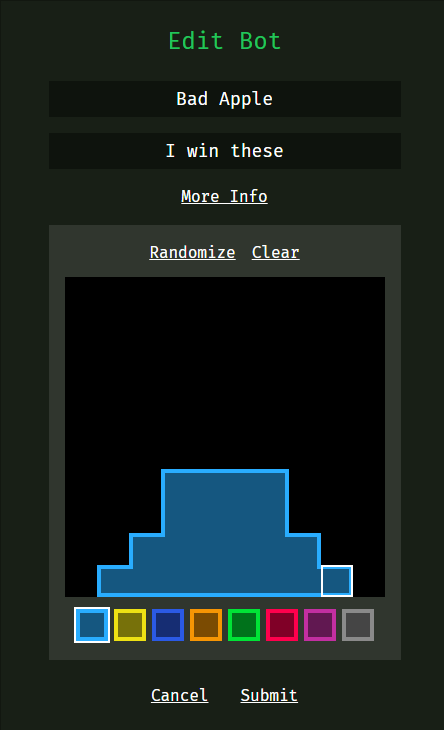 Edit Bot
Bad Apple
I win these
More Info
Randomize Clear
Cancel Submit